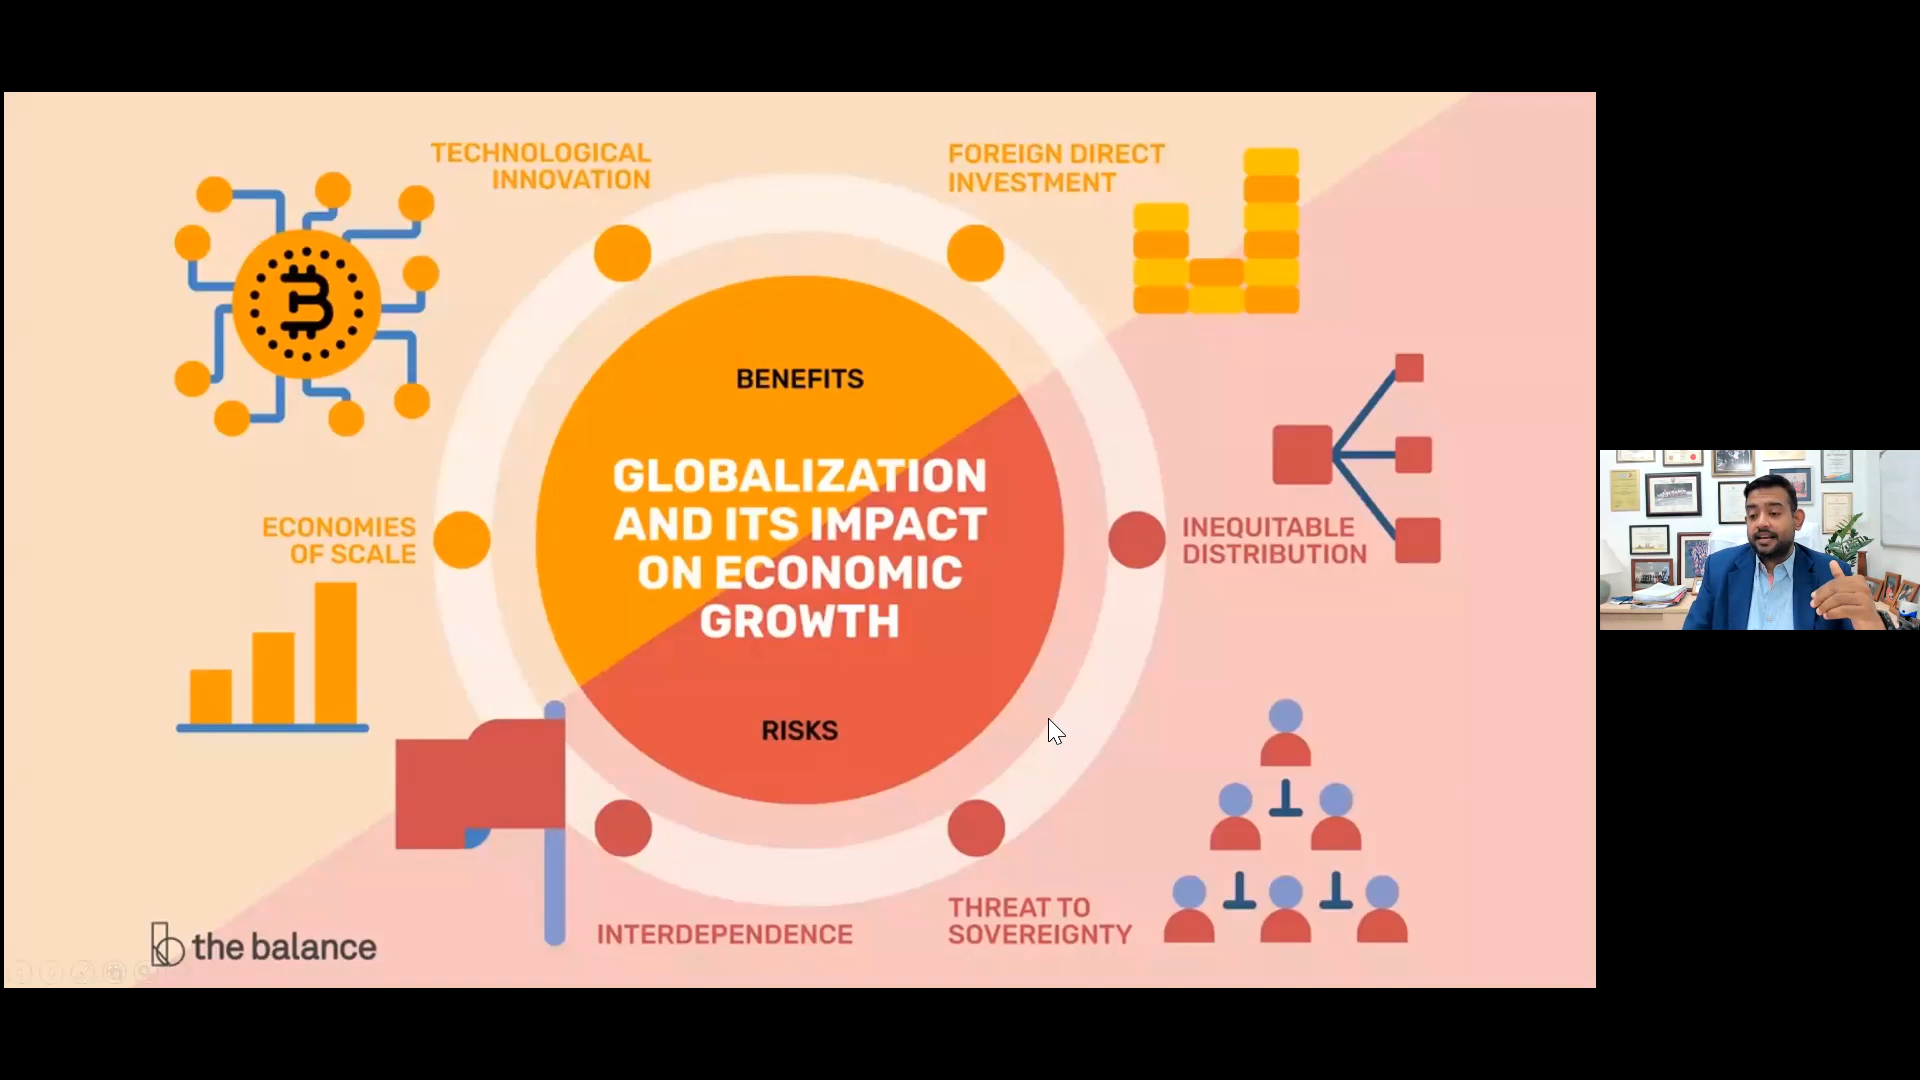 TECHNOLOGICAL
INNOVATION
FOREIGN DIRECT
INVESTMENT
BENEFITS
GLOBALIZATION
AND ITS IMPACT
ON ECONOMIC
GROWTH
ECONOMIES
OF SCALE
INEQUITABLE
DISTRIBUTION
RISKS
INTERDEPENDENCE
THREAT TO
SOVEREIGNTY
the balance